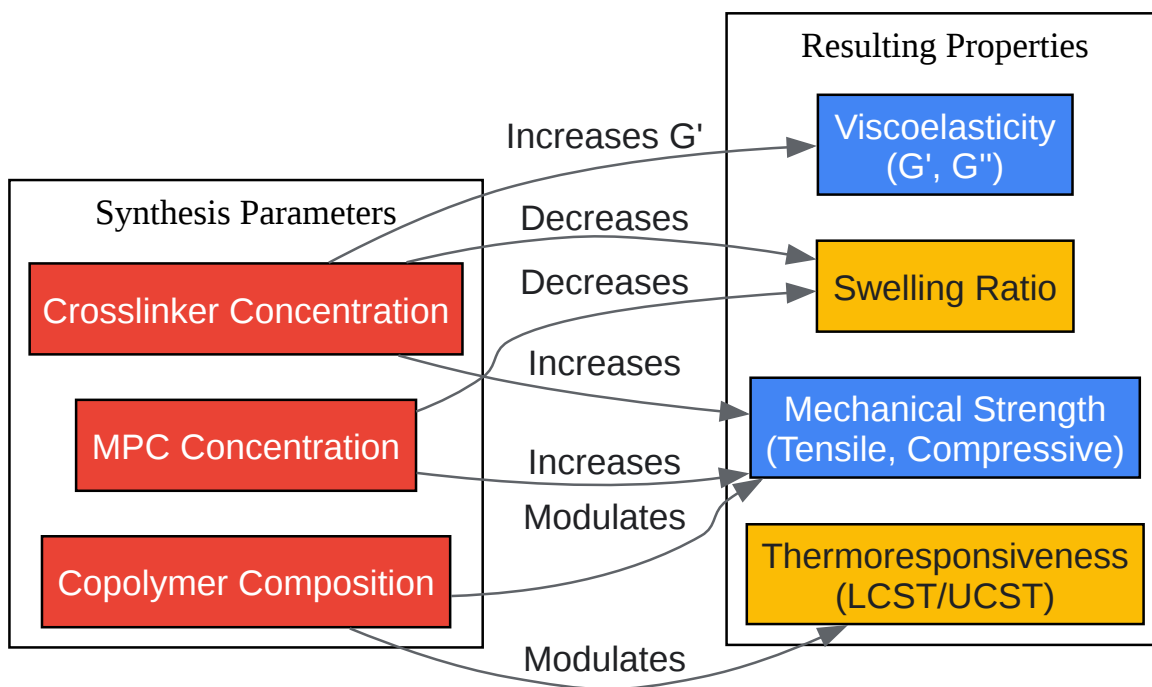 Synthesis Parameters
Crosslinker Concentration
MPC Concentration
Copolymer Composition
Increases G'
Decreases
Decreases
Increases
Increases
Modulates
Modulates
Resulting Properties
Viscoelasticity
(G', G")
Swelling Ratio
Mechanical Strength
(Tensile, Compressive)
Thermoresponsiveness
(LCST/UCST)